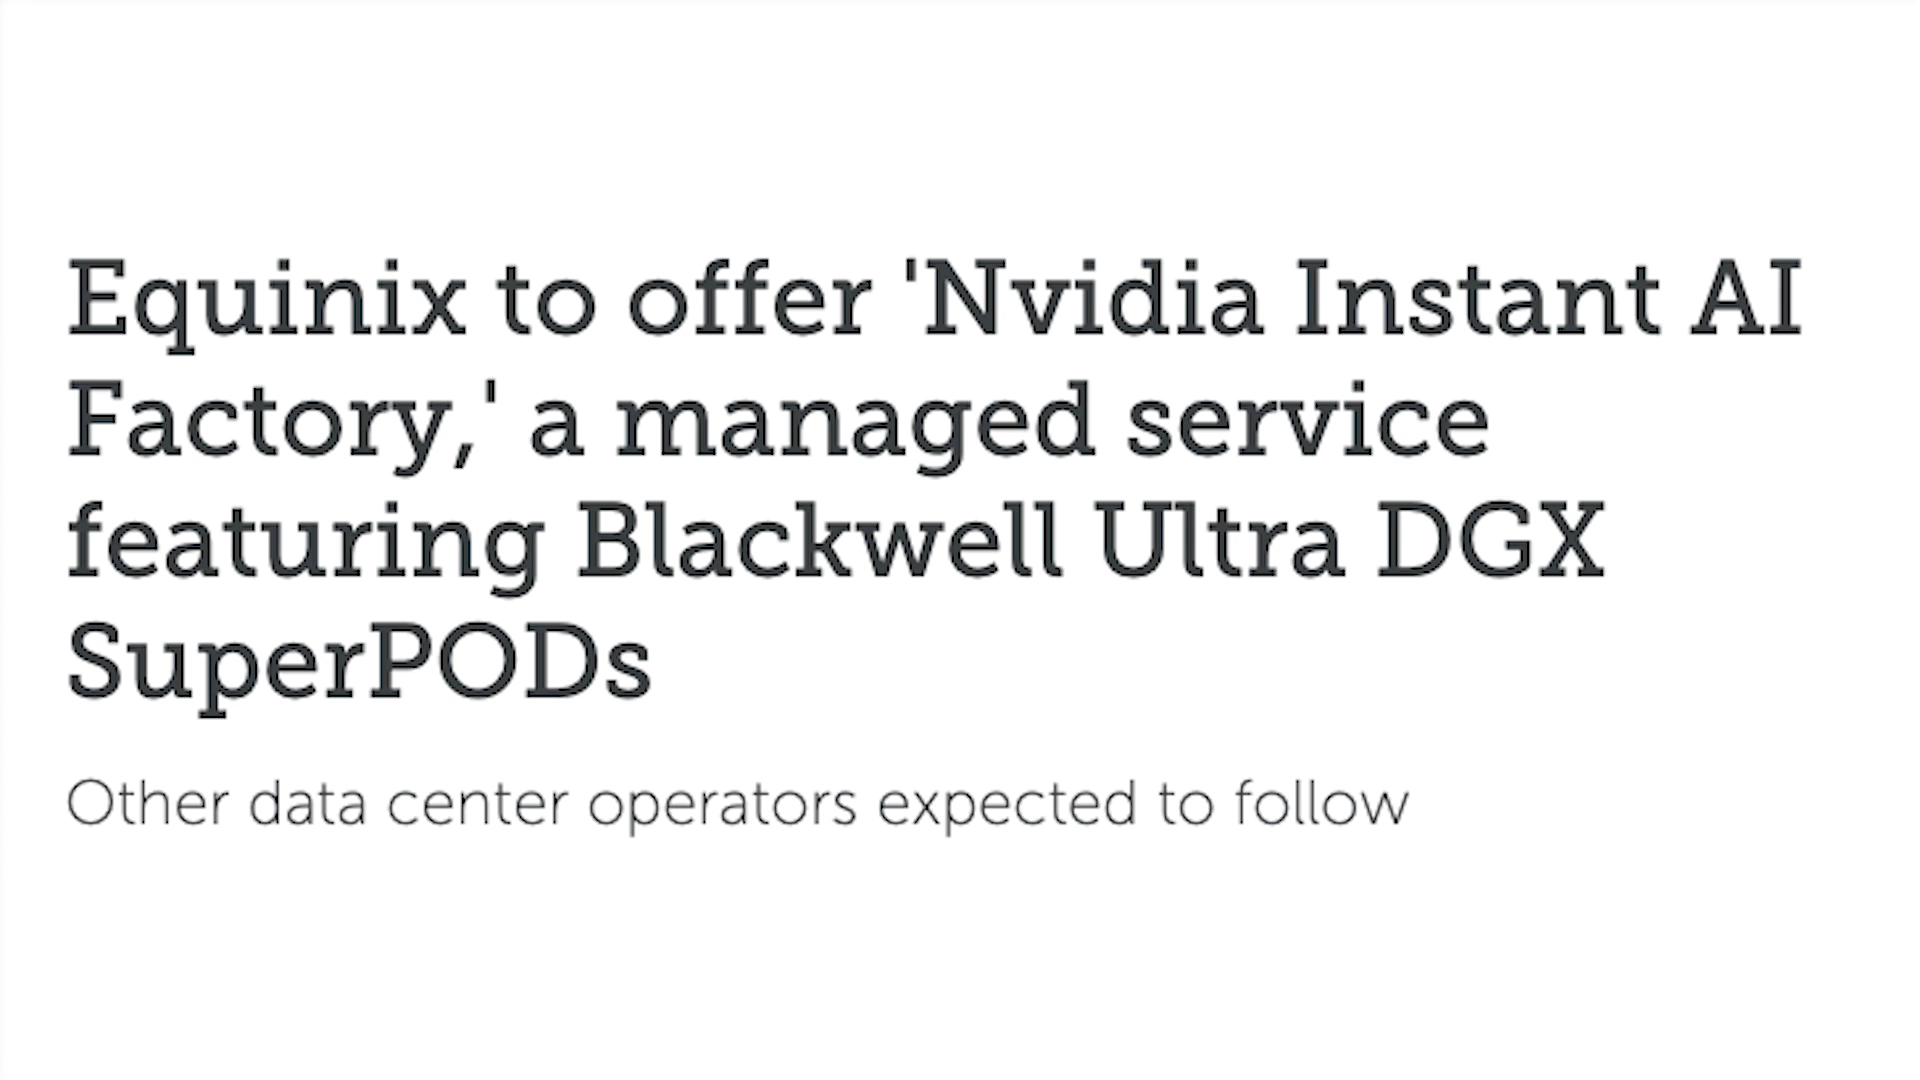 Equinix to offer 'Nvidia Instant AI
Factory,' a managed service
featuring Blackwell Ultra DGX
SuperPODs
Other data center operators expected to follow